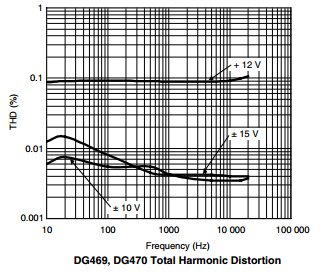 1
+ 12 V
0.1
THD (%)
± 15 V
0.01
± 10 V
0.001
10 100 1000 10 000 100 000
Frequency (Hz)
DG469, DG470 Total Harmonic Distortion